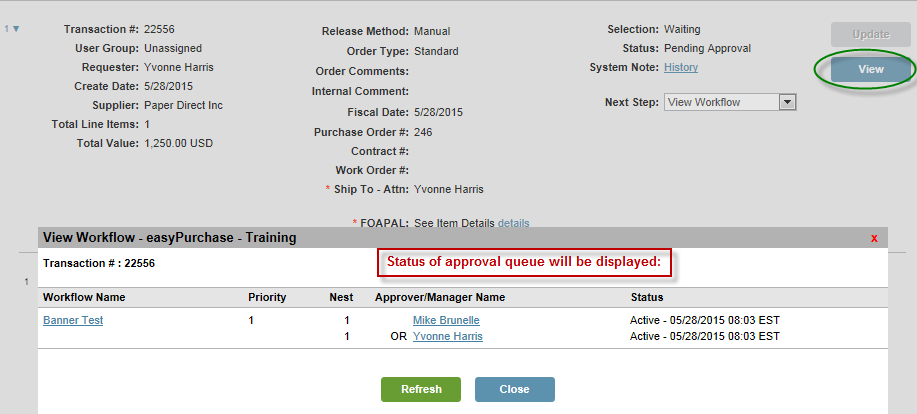 1 ▼
Transaction #: 22556
User Group: Unassigned
Requester: Yvonne Harris
Create Date: 5/28/2015
Supplier: Paper Direct Inc
Total Line Items: 1
Total Value: 1,250.00 USD
Release Method: Manual
Order Type: Standard
Order Comments:
Internal Comment:
Fiscal Date: 5/28/2015
Purchase Order #: 246
Contract #:
Work Order #:
* Ship To - Attn: Yvonne Harris
* FOAPAL: See Item Details details
Selection: Waiting
Status: Pending Approval
System Note: History
Next Step: View Workflow
Update
View
View Workflow - easyPurchase - Training x
Transaction # : 22556
Status of approval queue will be displayed:
1
Workflow Name Priority Nest Approver/Manager Name Status
Banner Test 1 1 Mike Brunelle Active - 05/28/2015 08:03 EST
1 OR Yvonne Harris Active - 05/28/2015 08:03 EST
Refresh Close